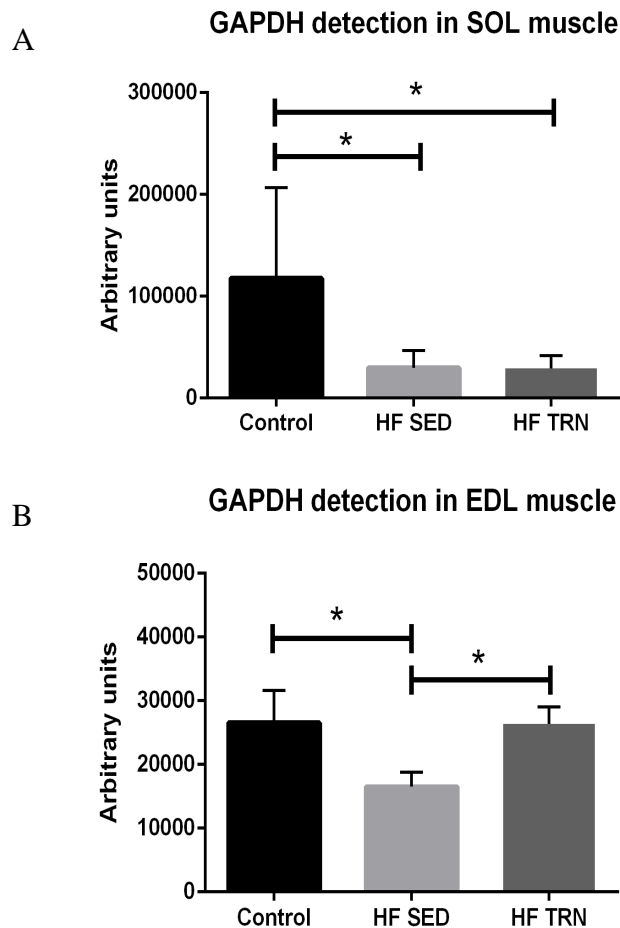 A
GAPDH detection in SOL muscle
*
*
300000
200000
100000
0
Arbitrary units
Control HF SED HF TRN
B
GAPDH detection in EDL muscle
*
*
50000
40000
30000
20000
10000
0
Arbitrary units
Control HF SED HF TRN